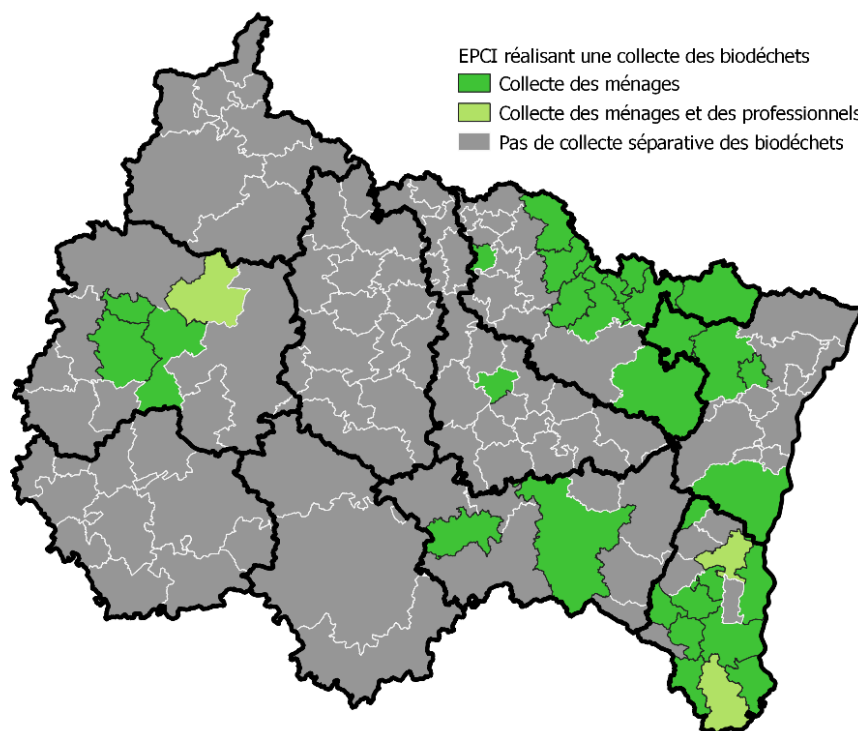 EPCI réalisant une collecte des biodéchets
Collecte des ménages
Collecte des ménages et des professionnels
Pas de collecte séparative des biodéchets